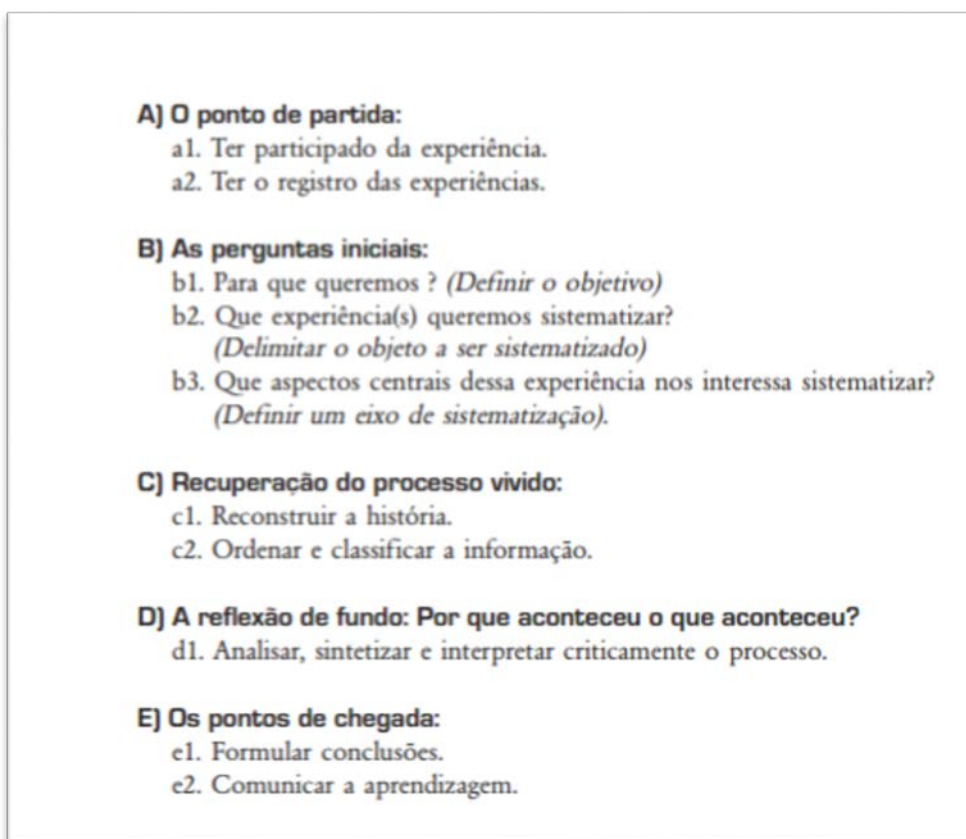 A) O ponto de partida:
a1. Ter participado da experiência.
a2. Ter o registro das experiências.
B) As perguntas iniciais:
b1. Para que queremos ? (Definir o objetivo)
b2. Que experiência(s) queremos sistematizar?
(Delimitar o objeto a ser sistematizado)
b3. Que aspectos centrais dessa experiência nos interessa sistematizar?
(Definir um eixo de sistematização).
C) Recuperação do processo vivido:
c1. Reconstruir a história.
c2. Ordenar e classificar a informação.
D) A reflexão de fundo: Por que aconteceu o que aconteceu?
d1. Analisar, sintetizar e interpretar criticamente o processo.
E) Os pontos de chegada:
e1. Formular conclusões.
e2. Comunicar a aprendizagem.